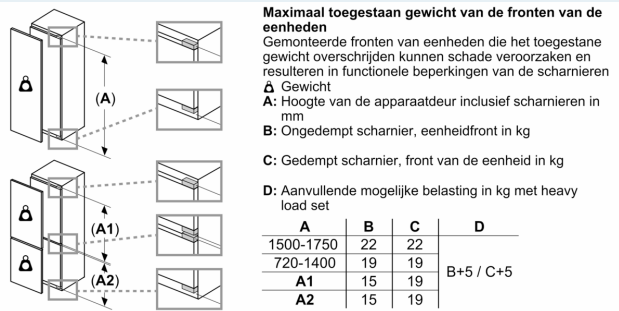 (A)
(A1)
(A2)
Maximaal toegestaan gewicht van de fronten van de
eenheden
Gemonteerde fronten van eenheden die het toegestane
gewicht overschrijden kunnen schade veroorzaken en
resulteren in functionele beperkingen van de scharnieren
Gewicht
A: Hoogte van de apparaatdeur inclusief scharnieren in
mm
B: Ongedempt scharnier, eenheidfront in kg
C: Gedempt scharnier, front van de eenheid in kg
D: Aanvullende mogelijke belasting in kg met heavy
load set
A B C D
1500-1750 22 22
720-1400 19 19
B+5 / C+5
A1 15 19
A2 15 19